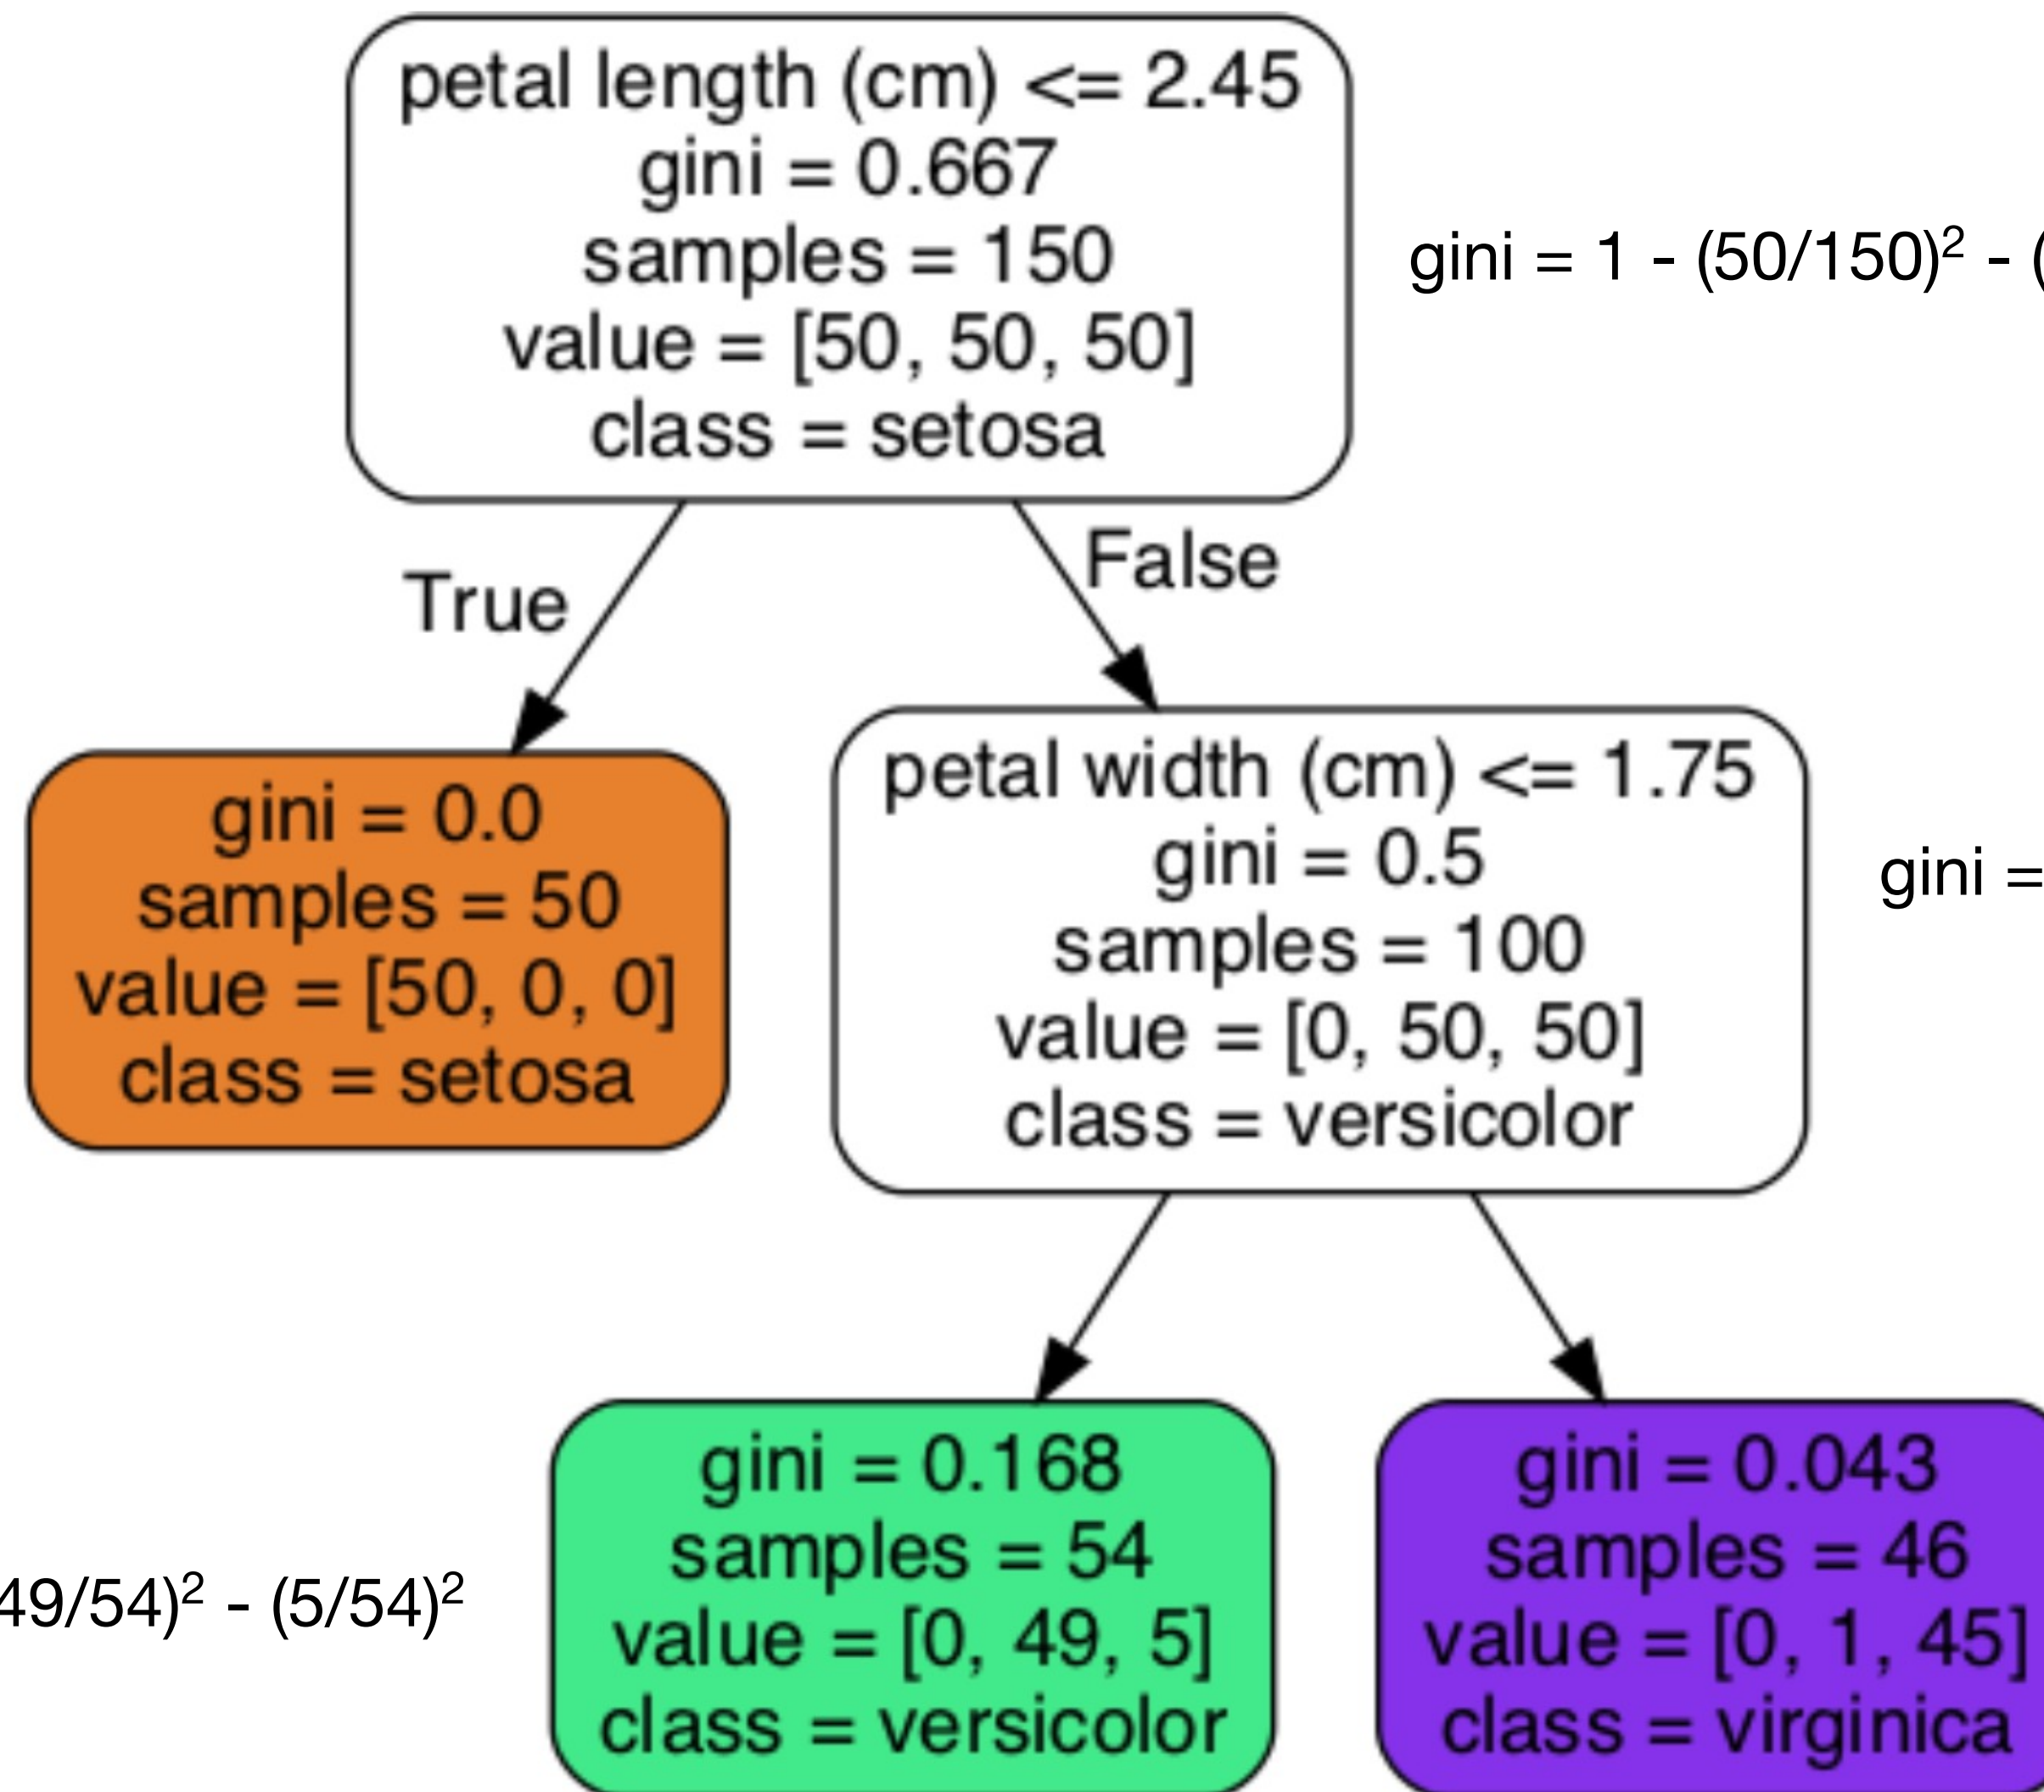 petal length (cm) <= 2.45
gini = 0.667
samples = 150
value = [50, 50, 50]
class = setosa
gini = 1 - (50/150)² - (
True
False
gini = 0.0
samples = 50
value = [50, 0, 0]
class = setosa
petal width (cm) <= 1.75
gini = 0.5
samples = 100
value = [0, 50, 50]
class = versicolor
gini =
49/54)² - (5/54)²
gini = 0.168
samples = 54
value = [0, 49, 5]
class = versicolor
gini = 0.043
samples = 46
value = [0, 1, 45]
class = virginica